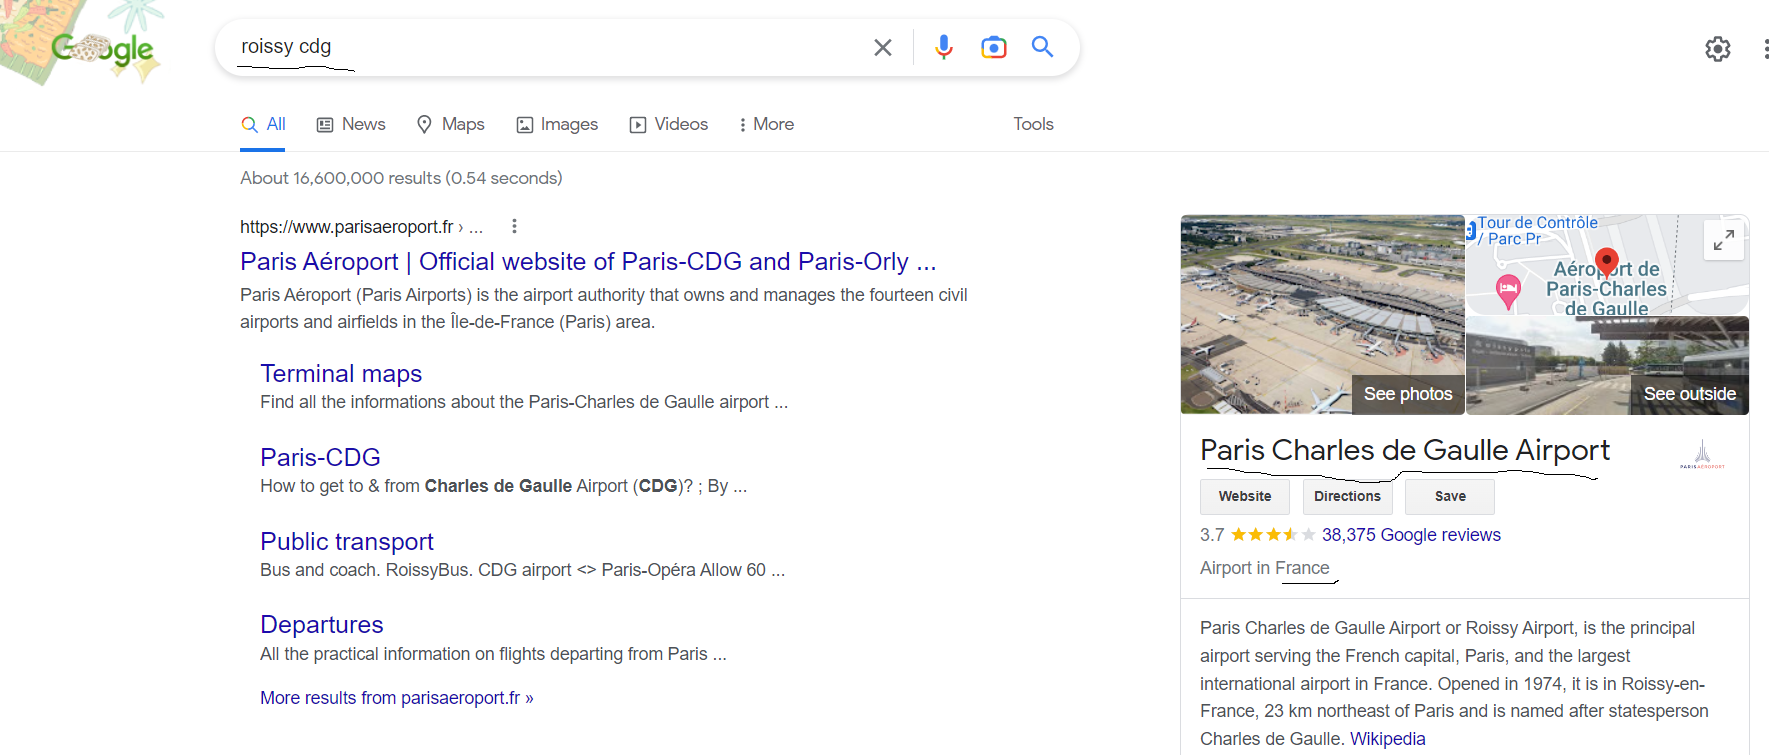 Google
roissy cdg
All News Maps Images Videos More Tools
About 16,600,000 results (0.54 seconds)
https://www.parisaeroport.fr › ...
Paris Aéroport | Official website of Paris-CDG and Paris-Orly ...
Paris Aéroport (Paris Airports) is the airport authority that owns and manages the fourteen civil
airports and airfields in the Île-de-France (Paris) area.
Terminal maps
Find all the informations about the Paris-Charles de Gaulle airport ...
Paris-CDG
How to get to & from Charles de Gaulle Airport (CDG)? ; By ...
Public transport
Bus and coach. RoissyBus. CDG airport <> Paris-Opéra Allow 60 ...
Departures
All the practical information on flights departing from Paris ...
More results from parisaeroport.fr »
Tour de Contrôle
/ Parc Pr
Aéroport de
Paris-Charles
de Gaulle
See photos
See outside
Paris Charles de Gaulle Airport
PARIS AÉROPORT
Website Directions Save
3.7 38,375 Google reviews
Airport in France
Paris Charles de Gaulle Airport or Roissy Airport, is the principal
airport serving the French capital, Paris, and the largest
international airport in France. Opened in 1974, it is in Roissy-en-
France, 23 km northeast of Paris and is named after statesperson
Charles de Gaulle. Wikipedia